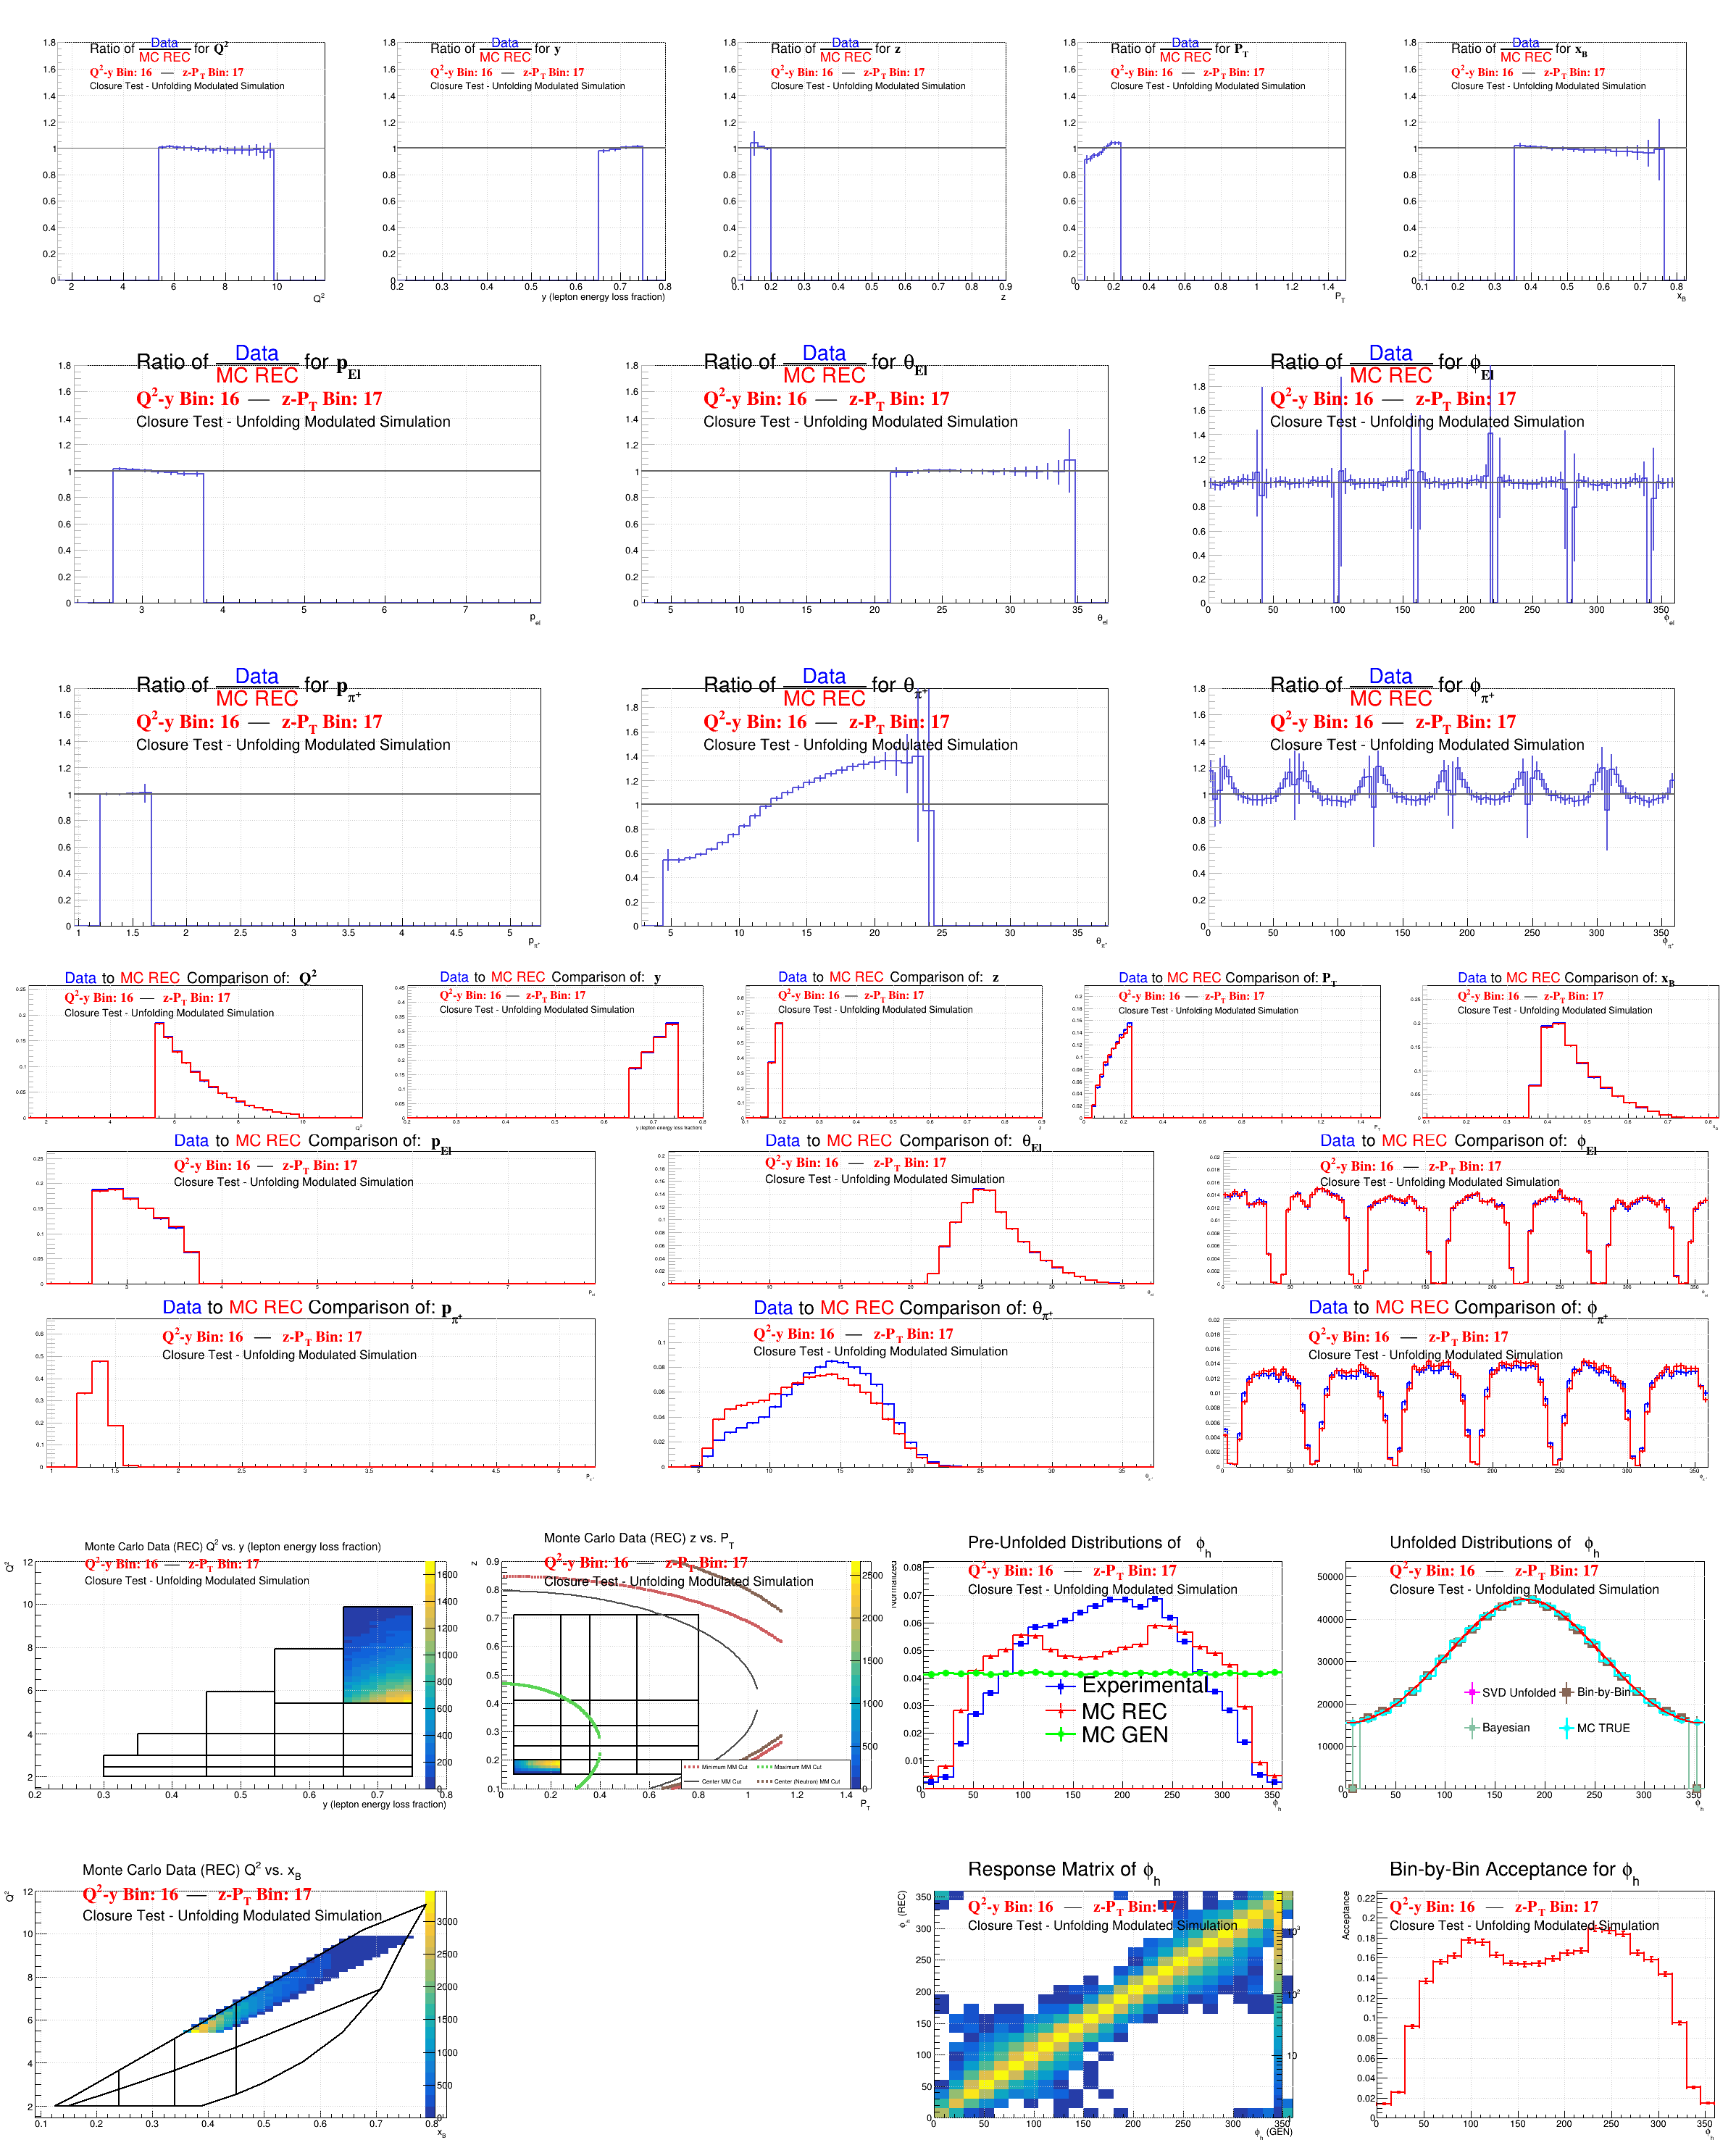 Ratio of Data/MC REC for Q²
Q²-y Bin: 16 — z-P_T Bin: 17
Closure Test - Unfolding Modulated Simulation
Q²
Ratio of Data/MC REC for y
Q²-y Bin: 16 — z-P_T Bin: 17
Closure Test - Unfolding Modulated Simulation
y (lepton energy loss fraction)
Ratio of Data/MC REC for z
Q²-y Bin: 16 — z-P_T Bin: 17
Closure Test - Unfolding Modulated Simulation
z
Ratio of Data/MC REC for P_T
Q²-y Bin: 16 — z-P_T Bin: 17
Closure Test - Unfolding Modulated Simulation
P_T
Ratio of Data/MC REC for x_B
Q²-y Bin: 16 — z-P_T Bin: 17
Closure Test - Unfolding Modulated Simulation
x_B
Ratio of Data/MC REC for p_El
Q²-y Bin: 16 — z-P_T Bin: 17
Closure Test - Unfolding Modulated Simulation
p_el
Ratio of Data/MC REC for θ_El
Q²-y Bin: 16 — z-P_T Bin: 17
Closure Test - Unfolding Modulated Simulation
θ_el
Ratio of Data/MC REC for ϕ_El
Q²-y Bin: 16 — z-P_T Bin: 17
Closure Test - Unfolding Modulated Simulation
ϕ_el
Ratio of Data/MC REC for p_π+
Q²-y Bin: 16 — z-P_T Bin: 17
Closure Test - Unfolding Modulated Simulation
p_π+
Ratio of Data/MC REC for θ_π+
Q²-y Bin: 16 — z-P_T Bin: 17
Closure Test - Unfolding Modulated Simulation
θ_π+
Ratio of Data/MC REC for ϕ_π+
Q²-y Bin: 16 — z-P_T Bin: 17
Closure Test - Unfolding Modulated Simulation
ϕ_π+
Data to MC REC Comparison of: Q²
Q²-y Bin: 16 — z-P_T Bin: 17
Closure Test - Unfolding Modulated Simulation
Data to MC REC Comparison of: y
Q²-y Bin: 16 — z-P_T Bin: 17
Closure Test - Unfolding Modulated Simulation
y (lepton energy loss fraction)
Data to MC REC Comparison of: z
Q²-y Bin: 16 — z-P_T Bin: 17
Closure Test - Unfolding Modulated Simulation
Data to MC REC Comparison of: P_T
Q²-y Bin: 16 — z-P_T Bin: 17
Closure Test - Unfolding Modulated Simulation
Data to MC REC Comparison of: x_B
Q²-y Bin: 16 — z-P_T Bin: 17
Closure Test - Unfolding Modulated Simulation
Data to MC REC Comparison of: p_El
Q²-y Bin: 16 — z-P_T Bin: 17
Closure Test - Unfolding Modulated Simulation
Data to MC REC Comparison of: θ_El
Q²-y Bin: 16 — z-P_T Bin: 17
Closure Test - Unfolding Modulated Simulation
Data to MC REC Comparison of: ϕ_El
Q²-y Bin: 16 — z-P_T Bin: 17
Closure Test - Unfolding Modulated Simulation
Data to MC REC Comparison of: p_π+
Q²-y Bin: 16 — z-P_T Bin: 17
Closure Test - Unfolding Modulated Simulation
Data to MC REC Comparison of: θ_π+
Q²-y Bin: 16 — z-P_T Bin: 17
Closure Test - Unfolding Modulated Simulation
Data to MC REC Comparison of: ϕ_π+
Q²-y Bin: 16 — z-P_T Bin: 17
Closure Test - Unfolding Modulated Simulation
Monte Carlo Data (REC) Q² vs. y (lepton energy loss fraction)
Q²-y Bin: 16 — z-P_T Bin: 17
Closure Test - Unfolding Modulated Simulation
Q²
y (lepton energy loss fraction)
Monte Carlo Data (REC) z vs. P_T
Q²-y Bin: 16 — z-P_T Bin: 17
Closure Test - Unfolding Modulated Simulation
z
Minimum MM Cut
Maximum MM Cut
Center MM Cut
Center (Neutron) MM Cut
P_T
Pre-Unfolded Distributions of ϕ_h
Q²-y Bin: 16 — z-P_T Bin: 17
Closure Test - Unfolding Modulated Simulation
Experimental
MC REC
MC GEN
ϕ_h
Unfolded Distributions of ϕ_h
Q²-y Bin: 16 — z-P_T Bin: 17
Closure Test - Unfolding Modulated Simulation
SVD Unfolded
Bin-by-Bin
Bayesian
MC TRUE
ϕ_h
Monte Carlo Data (REC) Q² vs. x_B
Q²-y Bin: 16 — z-P_T Bin: 17
Closure Test - Unfolding Modulated Simulation
Q²
x_B
Response Matrix of ϕ_h
Q²-y Bin: 16 — z-P_T Bin: 17
Closure Test - Unfolding Modulated Simulation
ϕ_h (REC)
ϕ_h (GEN)
Bin-by-Bin Acceptance for ϕ_h
Q²-y Bin: 16 — z-P_T Bin: 17
Closure Test - Unfolding Modulated Simulation
Acceptance
ϕ_h